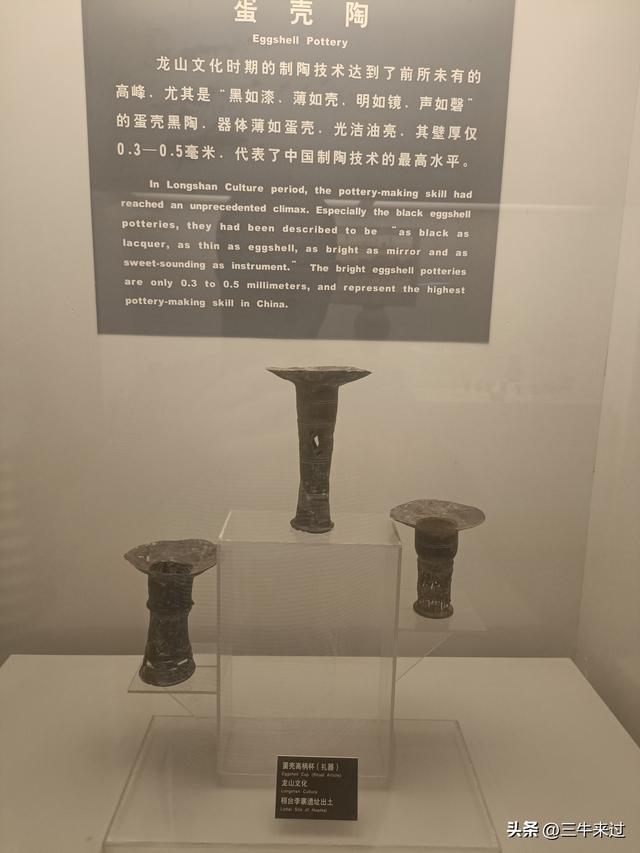 蛋壳陶
Eggshell Pottery
龙山文化时期的制陶技术达到了前所未有的
高峰．尤其是“黑如漆、薄如壳．明如镜．声如磬”
的蛋壳黑陶．器体薄如蛋壳．光洁油亮．其壁厚仅
0.3—0.5毫米．代表了中国制陶技术的最高水平。
In Longshan Culture period, the pottery-making skill had
reached an unprecedented climax. Especially the black eggshell
potteries, they had been described to be “as black as
lacquer, as thin as eggshell, as bright as mirror and as
sweet-sounding as instrument.” The bright eggshell potteries
are only 0.3 to 0.5 millimeters, and represent the highest
pottery-making skill in China.
蛋壳高柄杯（礼器）
Eggshell Cup (Ritual Article)
龙山文化
Longshan Culture
桓台李寨遗址出土
Lizhai Site of Huantai
头条 @三牛来过